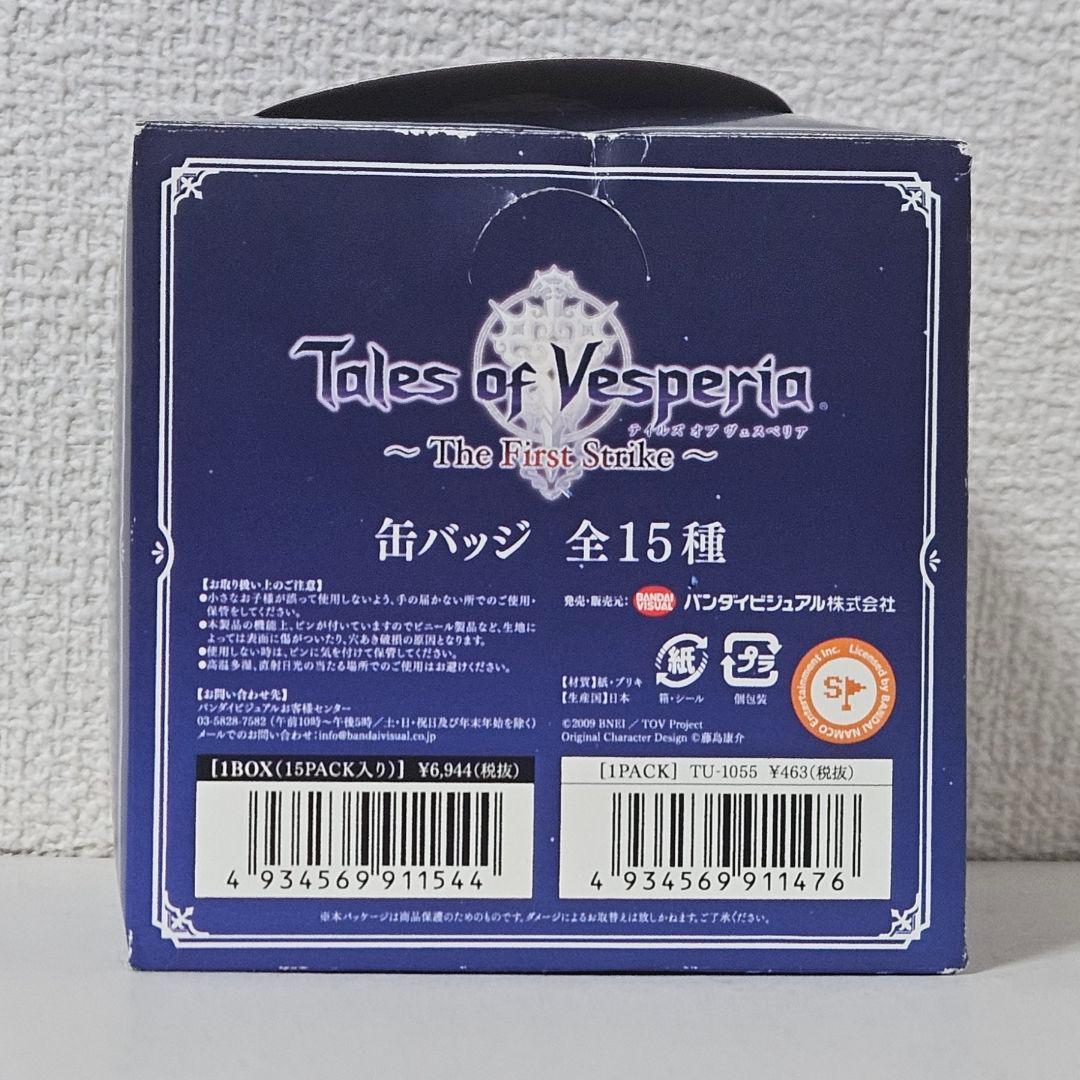 Tales of Vesperia®
テイルズ オブ ヴェスペリア
～ The First Strike ～
缶バッジ 全15種
【お取り扱い上のご注意】
●小さなお子様が誤って使用しないよう、手の届かない所でのご使用・
保管をしてください。
●本製品の機能上、ピンが付いていますのでビニール製品など、生地に
よっては表面に傷がついたり、穴あき破損の原因となります。
●使用しない時は、ピンに気を付けて保管してください。
●高温多湿、直射日光の当たる場所でのご使用はお避けください。
【お問い合わせ先】
バンダイビジュアルお客様センター
03-5828-7582（午前10時～午後5時／土・日・祝日及び年末年始を除く）
メールでのお問い合わせ:info@bandaivisual.co.jp
発売・販売元: BANDAI VISUAL バンダイビジュアル株式会社
紙 プラ
箱・シール 個包装
【材質】紙・ブリキ
【生産国】日本
©2009 BNEI / TOV Project
Original Character Design ©藤島康介
Licensed by BANDAI NAMCO Entertainment Inc.
SP
[1BOX(15PACK入り)] ¥6,944(税抜)
4 934569 911544
[1PACK] TU-1055 ¥463(税抜)
4 934569 911476
※本パッケージは商品保護のためのものです。ダメージによるお取替えは致しかねます。ご了承ください。